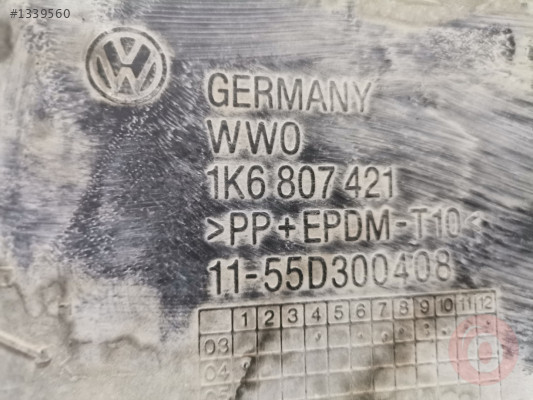 #1339560
GERMANY
WWO
1K6 807 421
>PP+EPDM-T10<
11-55D300408
1 2 3 4 5 6 7 8 9 10 11 12
03
04